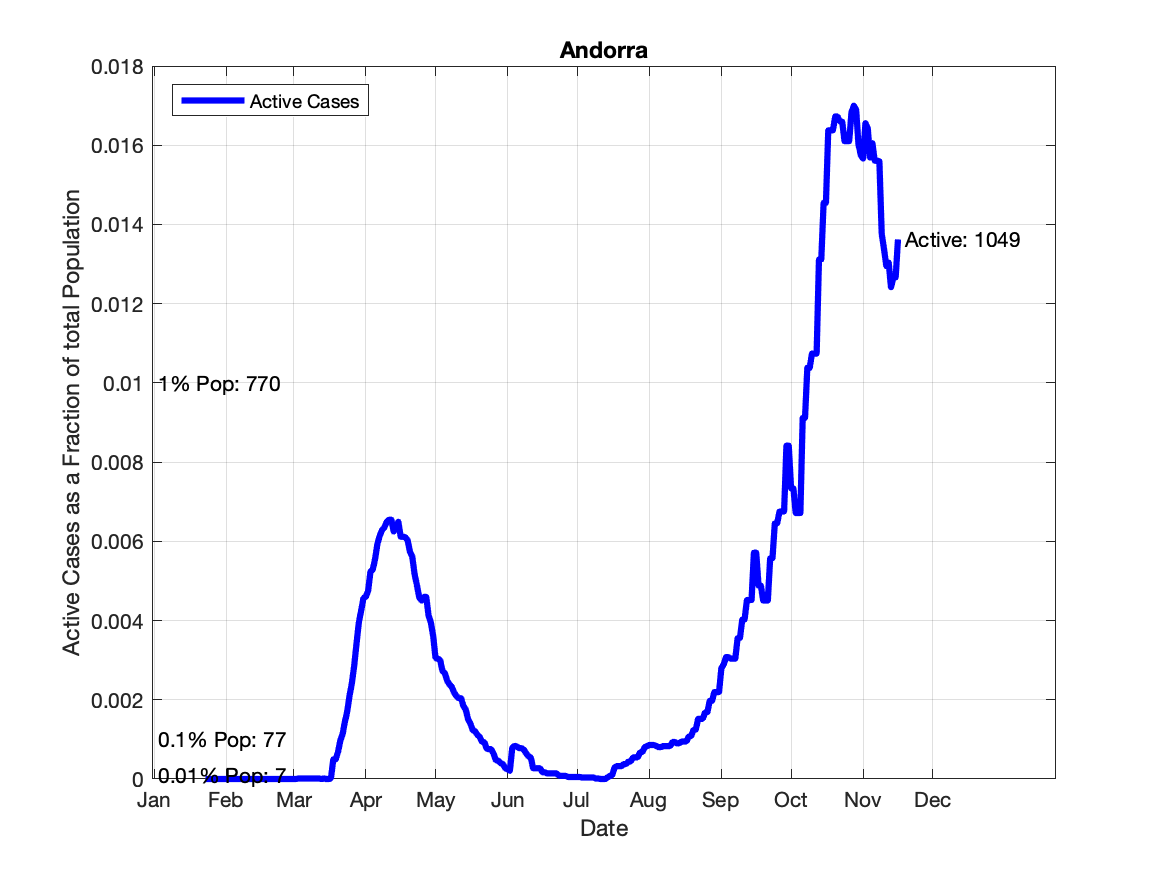 Andorra
Active Cases
0.018
0.016
0.014
0.012
0.01
0.008
0.006
0.004
0.002
0
Active Cases as a Fraction of total Population
Active: 1049
1% Pop: 770
0.1% Pop: 77
0.01% Pop: 7
Jan Feb Mar Apr May Jun Jul Aug Sep Oct Nov Dec
Date